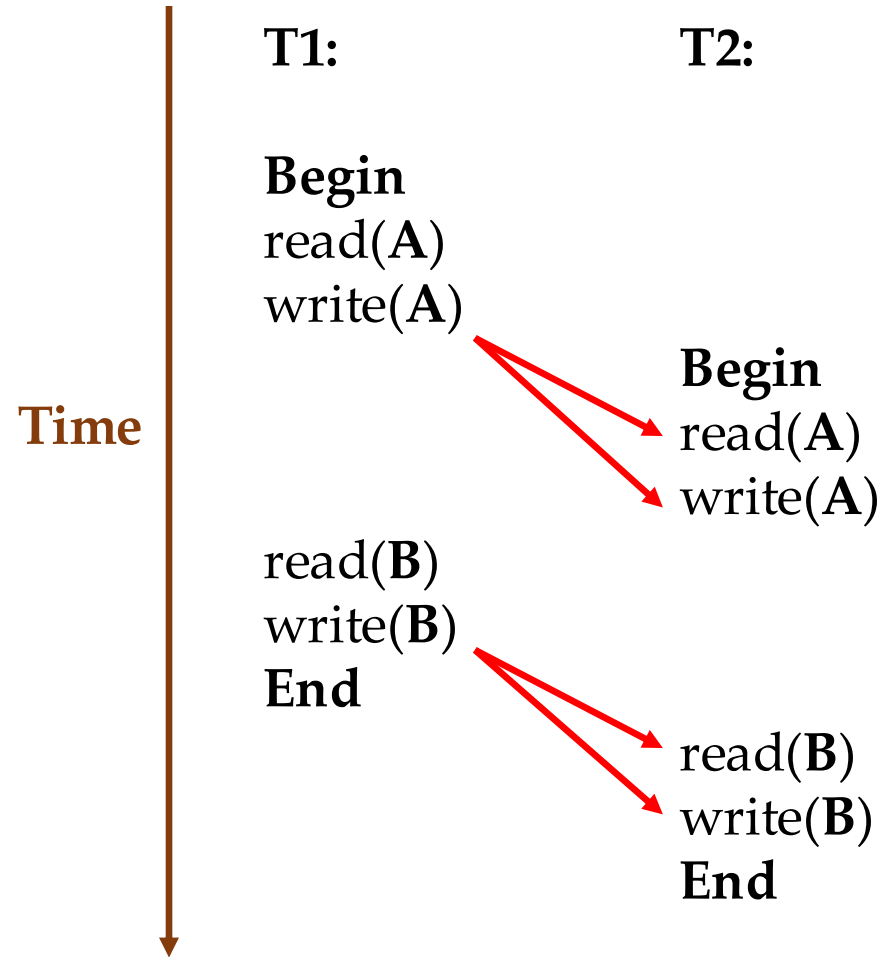 T1:
T2:
Begin
read(A)
write(A)
Begin
read(A)
write(A)
Time
read(B)
write(B)
End
read(B)
write(B)
End